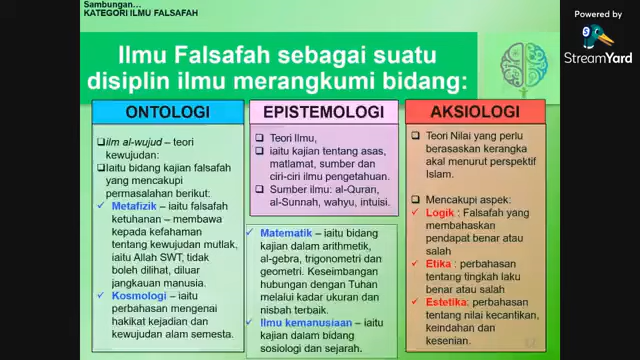 Sambungan...
KATEGORI ILMU FALSAFAH
Powered by
StreamYard
Ilmu Falsafah sebagai suatu
disiplin ilmu merangkumi bidang:
ONTOLOGI
ilm al-wujud – teori
kewujudan:
Iaitu bidang kajian falsafah
yang mencakupi
permasalahan berikut:
Metafizik – iaitu falsafah
ketuhanan – membawa
kepada kefahaman
tentang kewujudan mutlak,
iaitu Allah SWT, tidak
boleh dilihat, diluar
jangkauan manusia.
Kosmologi – iaitu
perbahasan mengenai
hakikat kejadian dan
kewujudan alam semesta.
EPISTEMOLOGI
Teori Ilmu,
iaitu kajian tentang asas,
matlamat, sumber dan
ciri-ciri ilmu pengetahuan.
Sumber ilmu: al-Quran,
al-Sunnah, wahyu, intuisi.
Matematik – iaitu bidang
kajian dalam arithmetik,
al-gebra, trigonometri dan
geometri. Keseimbangan
hubungan dengan Tuhan
melalui kadar ukuran dan
nisbah terbaik.
Ilmu kemanusiaan – iaitu
kajian dalam bidang
sosiologi dan sejarah.
AKSIOLOGI
Teori Nilai yang perlu
berasaskan kerangka
akal menurut perspektif
Islam.
Mencakupi aspek:
Logik : Falsafah yang
membahaskan
pendapat benar atau
salah
Etika : perbahasan
tentang tingkah laku
benar atau salah
Estetika: perbahasan
tentang nilai kecantikan,
keindahan dan
kesenian.